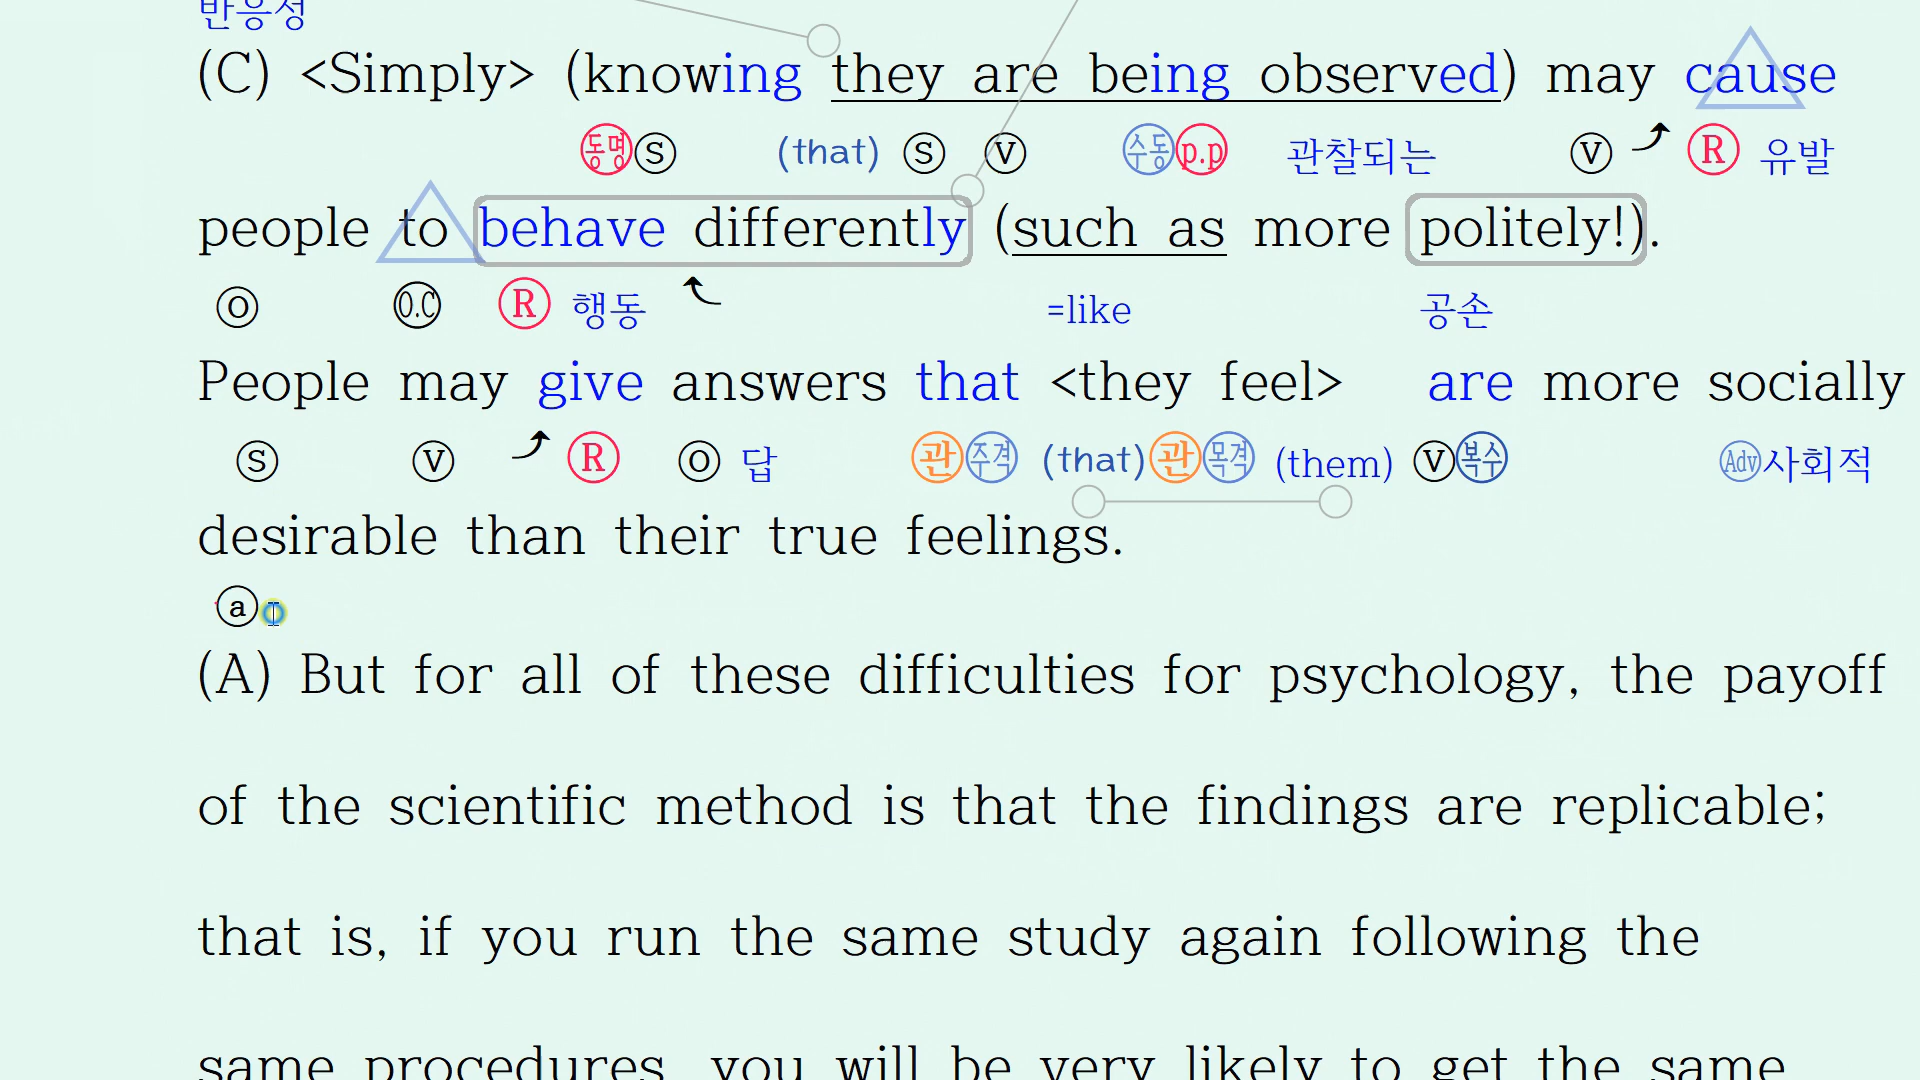 반응성
(C) <Simply> (knowing they are being observed) may cause
동명 S (that) S V 수동 p.p 관찰되는 V R 유발
people to behave differently (such as more politely!).
O O.C R 행동 =like 공손
People may give answers that <they feel> are more socially
S V R O 답 관 주격 (that) 관 목격 (them) V 복수 Adv 사회적
desirable than their true feelings.
a
(A) But for all of these difficulties for psychology, the payoff
of the scientific method is that the findings are replicable;
that is, if you run the same study again following the
same procedures, you will be very likely to get the same